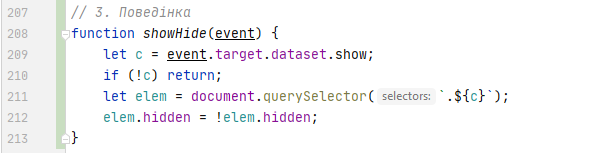 207 // 3. Поведінка
208 function showHide(event) {
209 let c = event.target.dataset.show;
210 if (!c) return;
211 let elem = document.querySelector( selectors: `.${c}`);
212 elem.hidden = !elem.hidden;
213 }